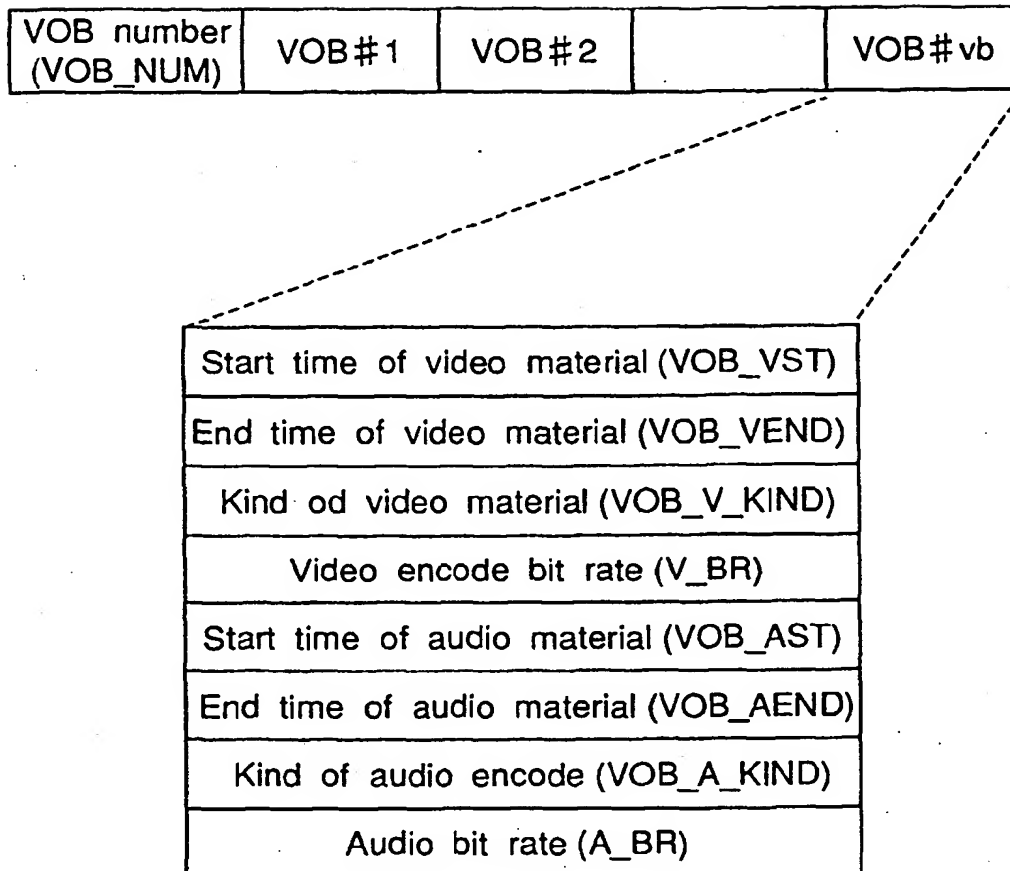 VOB number
(VOB_NUM)
VOB#1
VOB#2
VOB#vb
Start time of video material (VOB_VST)
End time of video material (VOB_VEND)
Kind od video material (VOB_V_KIND)
Video encode bit rate (V_BR)
Start time of audio material (VOB_AST)
End time of audio material (VOB_AEND)
Kind of audio encode (VOB_A_KIND)
Audio bit rate (A_BR)